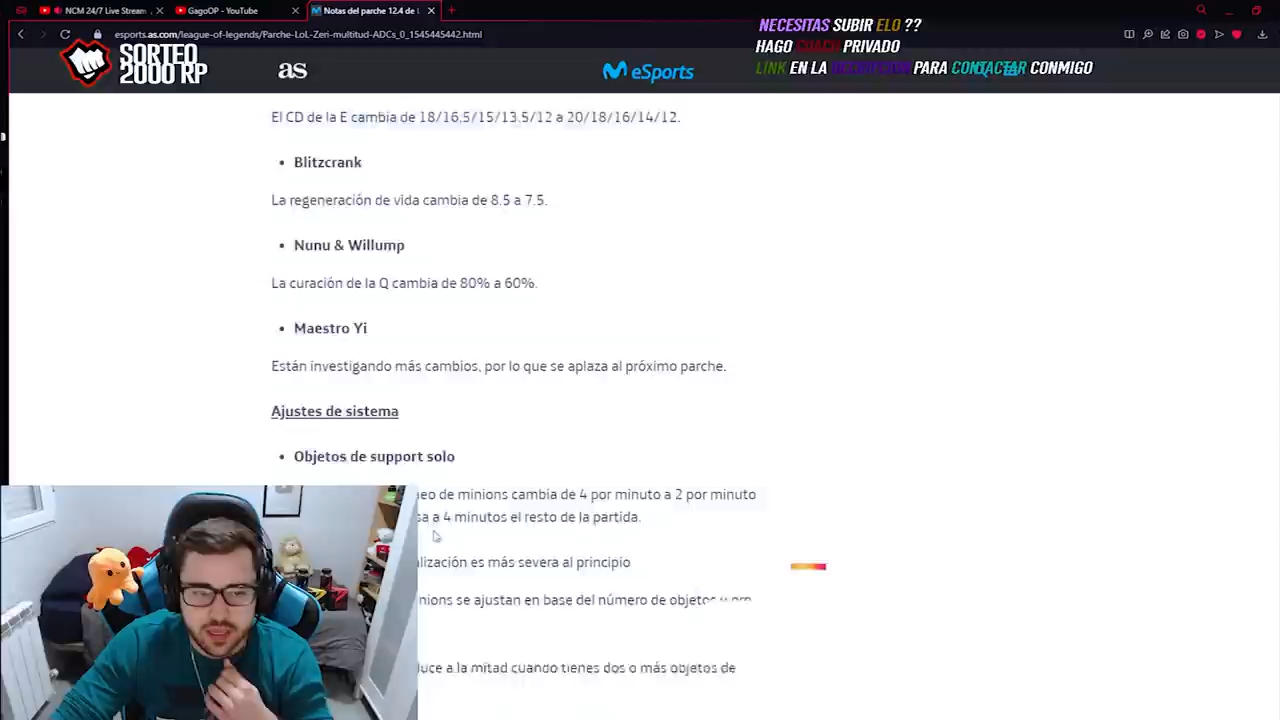 NCM 24/7 Live Stream
GagoOP - YouTube
Notas del parche 12.4 de
esports.as.com/league-of-legends/Parche-LoL-Zeri-multitud-ADCs_0_1545445442.html
NECESITAS SUBIR ELO ??
HAGO COACH PRIVADO
LINK EN LA DESCRIPCION PARA CONTACTAR CONMIGO
SORTEO
2000 RP
as
eSports
El CD de la E cambia de 18/16,5/15/13,5/12 a 20/18/16/14/12.
• Blitzcrank
La regeneración de vida cambia de 8.5 a 7.5.
• Nunu & Willump
La curación de la Q cambia de 80% a 60%.
• Maestro Yi
Están investigando más cambios, por lo que se aplaza al próximo parche.
Ajustes de sistema
• Objetos de support solo
de minions cambia de 4 por minuto a 2 por minuto
a 4 minutos el resto de la partida.
es más severa al principio
se ajustan en base del número de objetos
a la mitad cuando tienes dos o más objetos de